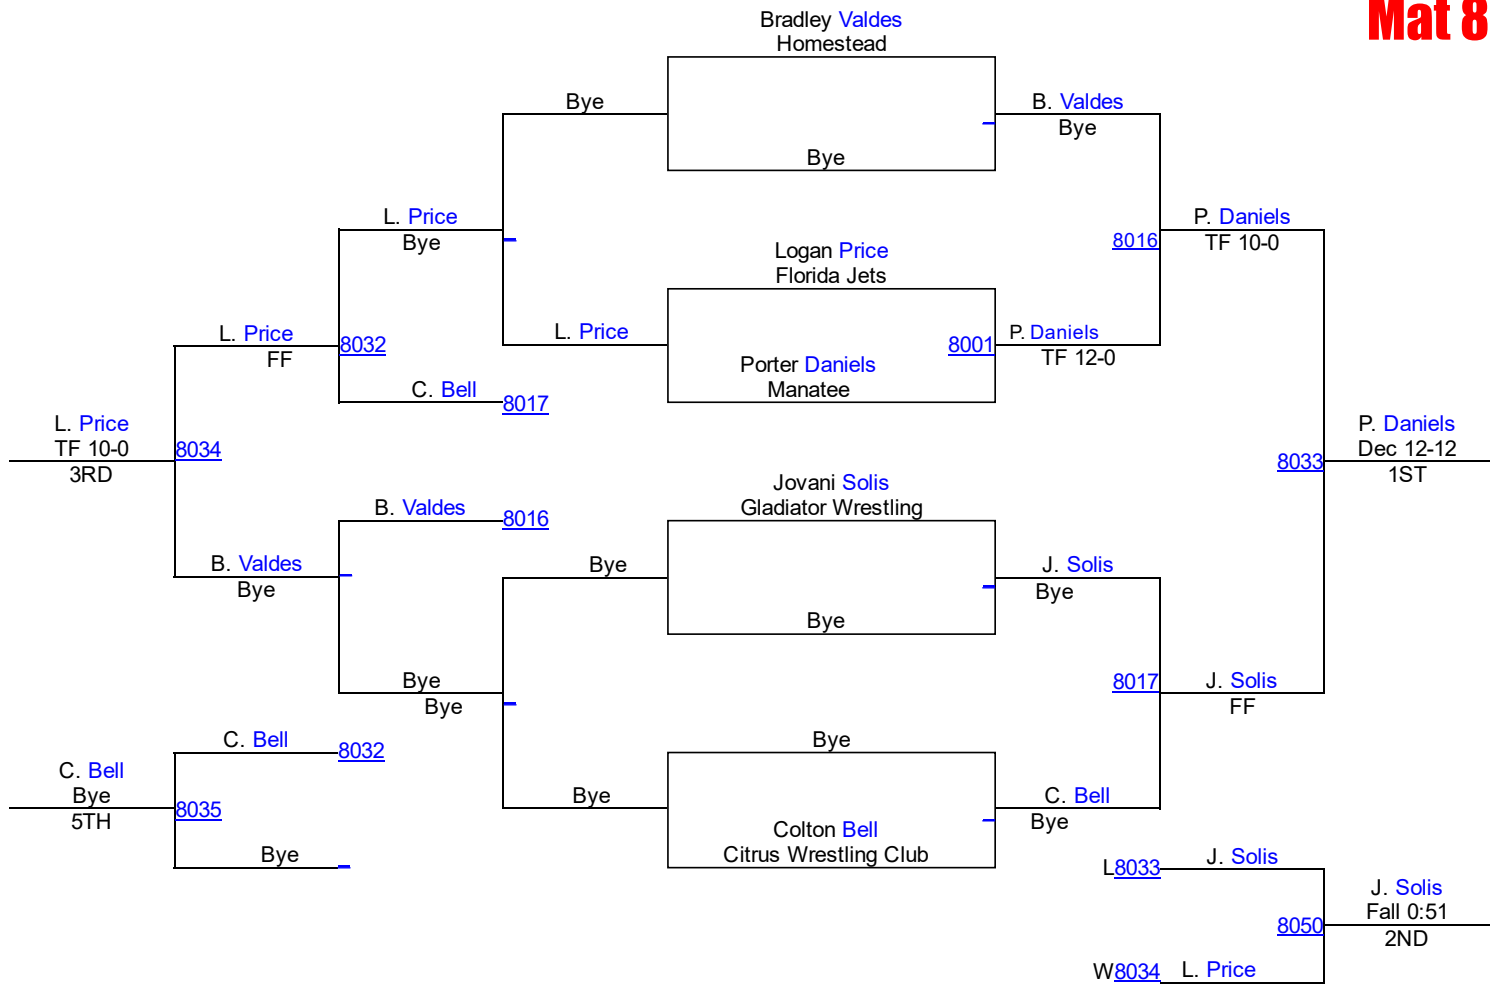 Mat 8
Bradley Valdes
Homestead
Bye
Bye
B. Valdes
Bye
L. Price
Bye
Logan Price
Florida Jets
8016
P. Daniels
TF 10-0
L. Price
FF
8032
L. Price
Porter Daniels
Manatee
8001
P. Daniels
TF 12-0
C. Bell
8017
L. Price
TF 10-0
3RD
8034
P. Daniels
Dec 12-12
1ST
8033
Jovani Solis
Gladiator Wrestling
B. Valdes
8016
B. Valdes
Bye
Bye
Bye
J. Solis
Bye
Bye
Bye
8017
J. Solis
FF
C. Bell
8032
Bye
C. Bell
Bye
5TH
8035
Bye
Colton Bell
Citrus Wrestling Club
C. Bell
Bye
Bye
L8033
J. Solis
J. Solis
Fall 0:51
2ND
8050
W8034
L. Price